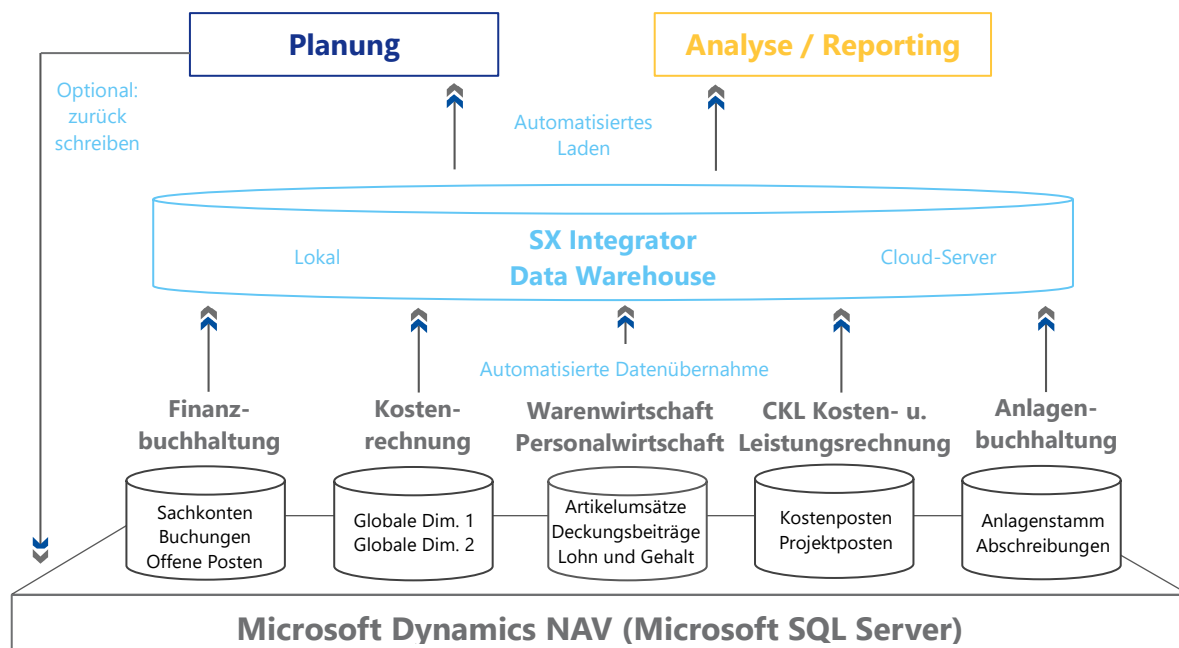 Planung
Analyse / Reporting
Optional:
zurück
schreiben
Automatisiertes
Laden
SX Integrator
Data Warehouse
Lokal
Cloud-Server
Automatisierte Datenübernahme
Finanz-
buchhaltung
Kosten-
rechnung
Warenwirtschaft
Personalwirtschaft
CKL Kosten- u.
Leistungsrechnung
Anlagen-
buchhaltung
Sachkonten
Buchungen
Offene Posten
Globale Dim. 1
Globale Dim. 2
Artikelumsätze
Deckungsbeiträge
Lohn und Gehalt
Kostenposten
Projektposten
Anlagenstamm
Abschreibungen
Microsoft Dynamics NAV (Microsoft SQL Server)